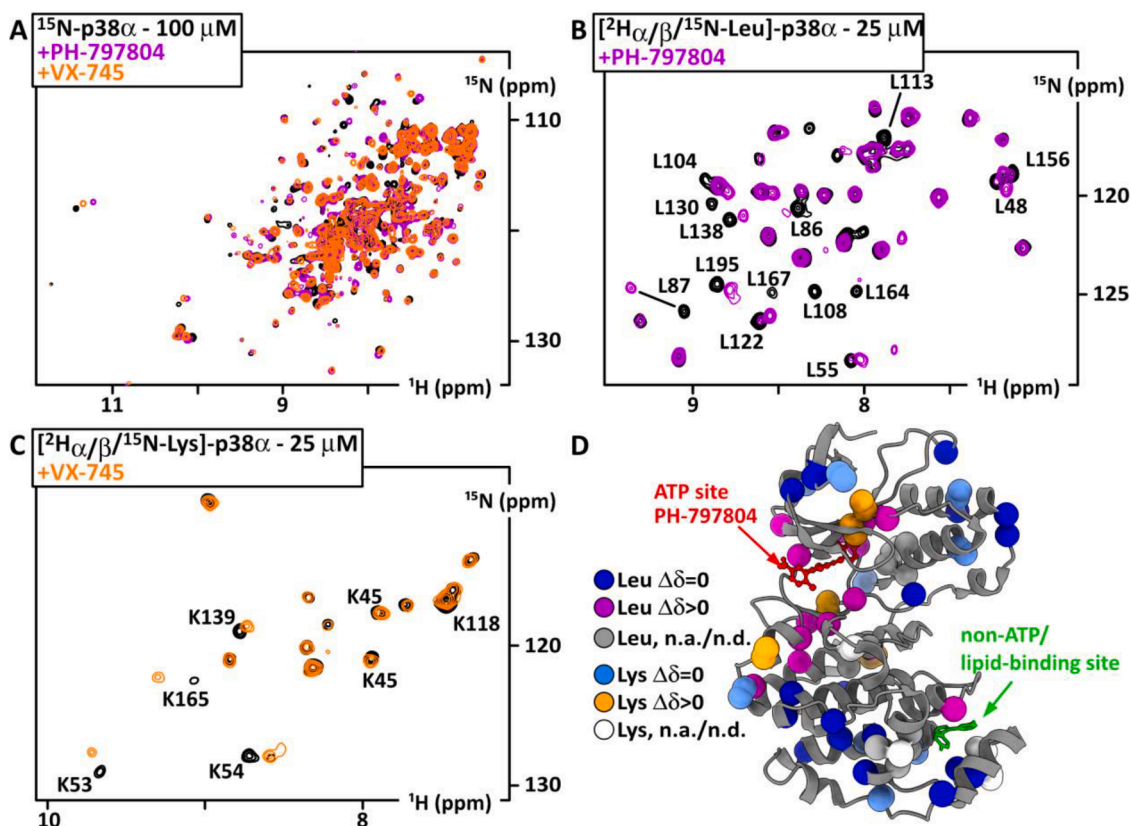 A
¹⁵N-p38α - 100 μM
+PH-797804
+VX-745
¹⁵N (ppm)
110
130
¹H (ppm)
11
9
B
[²Hα/β/¹⁵N-Leu]-p38α - 25 μM
+PH-797804
¹⁵N (ppm)
L113
L104
L156
120
L130
L138
L86
L48
L195
L167
L87
L164
L108
125
L122
L55
¹H (ppm)
9
8
C
[²Hα/β/¹⁵N-Lys]-p38α - 25 μM
+VX-745
¹⁵N (ppm)
K139
K45
K118
120
K165
K45
K53
K54
130
¹H (ppm)
10
8
D
ATP site
PH-797804
Leu Δδ=0
Leu Δδ>0
Leu, n.a./n.d.
Lys Δδ=0
Lys Δδ>0
Lys, n.a./n.d.
non-ATP/
lipid-binding site